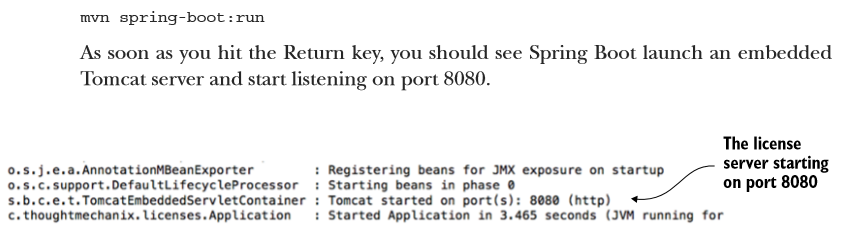 mvn spring-boot:run
As soon as you hit the Return key, you should see Spring Boot launch an embedded
Tomcat server and start listening on port 8080.
The license
server starting
on port 8080
o.s.j.e.a.AnnotationMBeanExporter : Registering beans for JMX exposure on startup
o.s.c.support.DefaultLifecycleProcessor : Starting beans in phase 0
s.b.c.e.t.TomcatEmbeddedServletContainer : Tomcat started on port(s): 8080 (http)
c.thoughtmechanix.licenses.Application : Started Application in 3.465 seconds (JVM running for